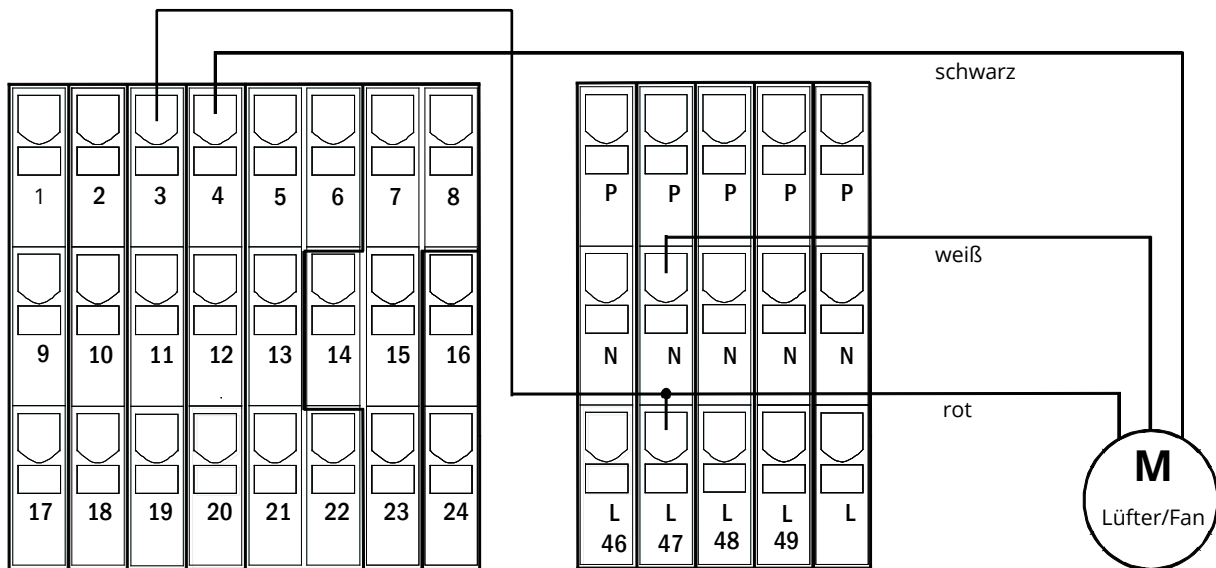 schwarz
1 2 3 4 5 6 7 8
P P P P P
weiß
9 10 11 12 13 14 15 16
N N N N N
rot
M
Lüfter/Fan
17 18 19 20 21 22 23 24
L L L L L
46 47 48 49